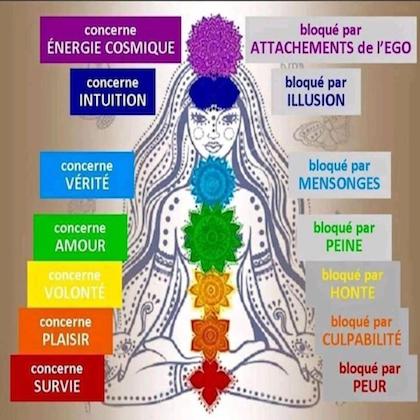 concerne
ÉNERGIE COSMIQUE
bloqué par
ATTACHEMENTS de l'EGO
concerne
INTUITION
bloqué par
ILLUSION
concerne
VÉRITÉ
bloqué par
MENSONGES
concerne
AMOUR
bloqué par
PEINE
concerne
VOLONTÉ
bloqué par
HONTE
concerne
PLAISIR
bloqué par
CULPABILITÉ
concerne
SURVIE
bloqué par
PEUR